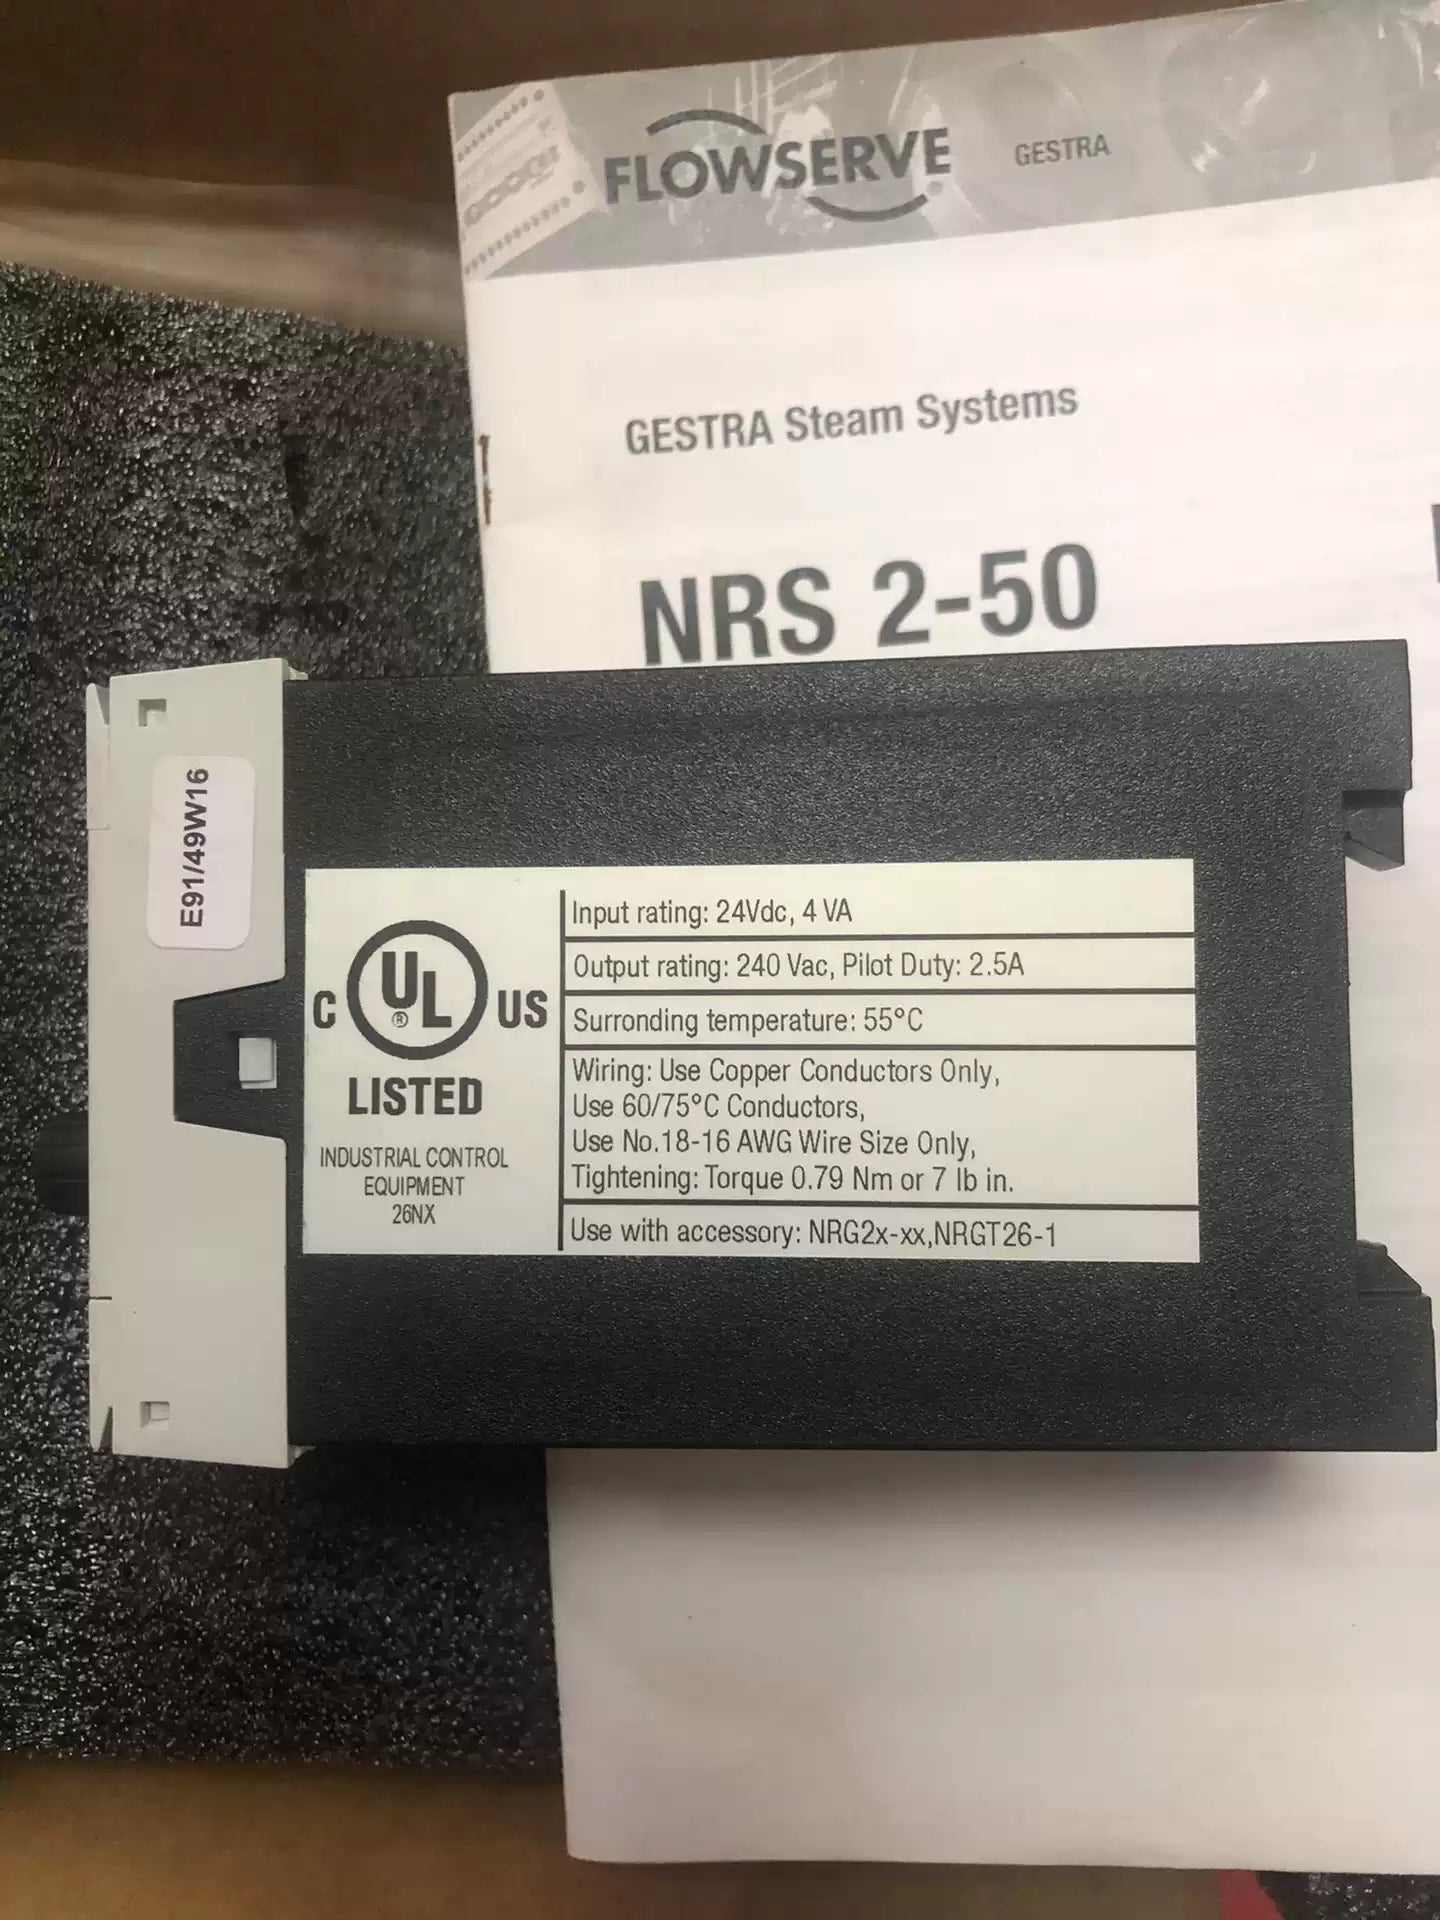 FLOWSERVE
GESTRA
GESTRA Steam Systems
NRS 2-50
E91/49W16
C UL ® US
LISTED
INDUSTRIAL CONTROL
EQUIPMENT
26NX
Input rating: 24Vdc, 4 VA
Output rating: 240 Vac, Pilot Duty: 2.5A
Surronding temperature: 55°C
Wiring: Use Copper Conductors Only,
Use 60/75°C Conductors,
Use No.18-16 AWG Wire Size Only,
Tightening: Torque 0.79 Nm or 7 lb in.
Use with accessory: NRG2x-xx,NRGT26-1